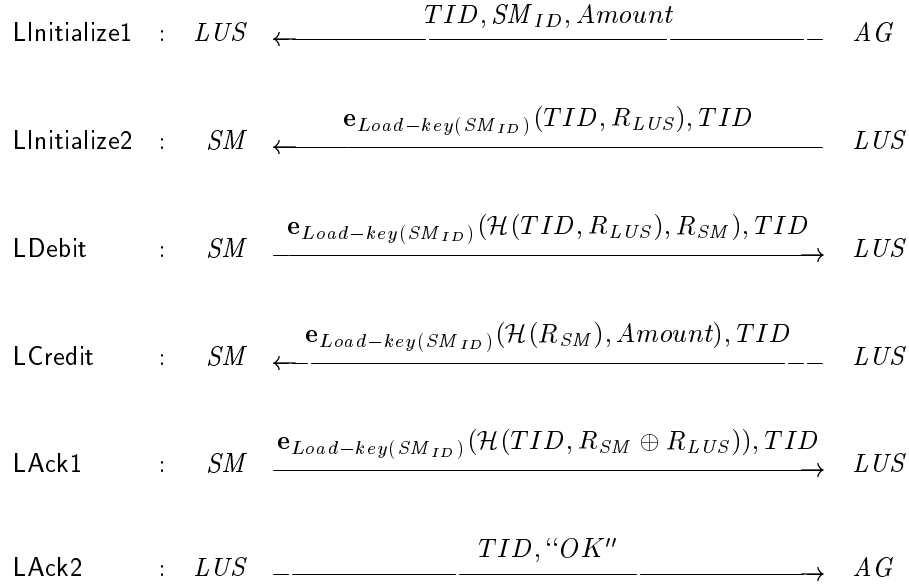 TID, SM_ID, Amount
LInitialize1 : LUS ← AG
e_Load−key(SM_ID)(TID, R_LUS), TID
LInitialize2 : SM ← LUS
e_Load−key(SM_ID)(H(TID, R_LUS), R_SM), TID
LDebit : SM → LUS
e_Load−key(SM_ID)(H(R_SM), Amount), TID
LCredit : SM ← LUS
e_Load−key(SM_ID)(H(TID, R_SM ⊕ R_LUS)), TID
LAck1 : SM → LUS
TID, “OK”
LAck2 : LUS → AG